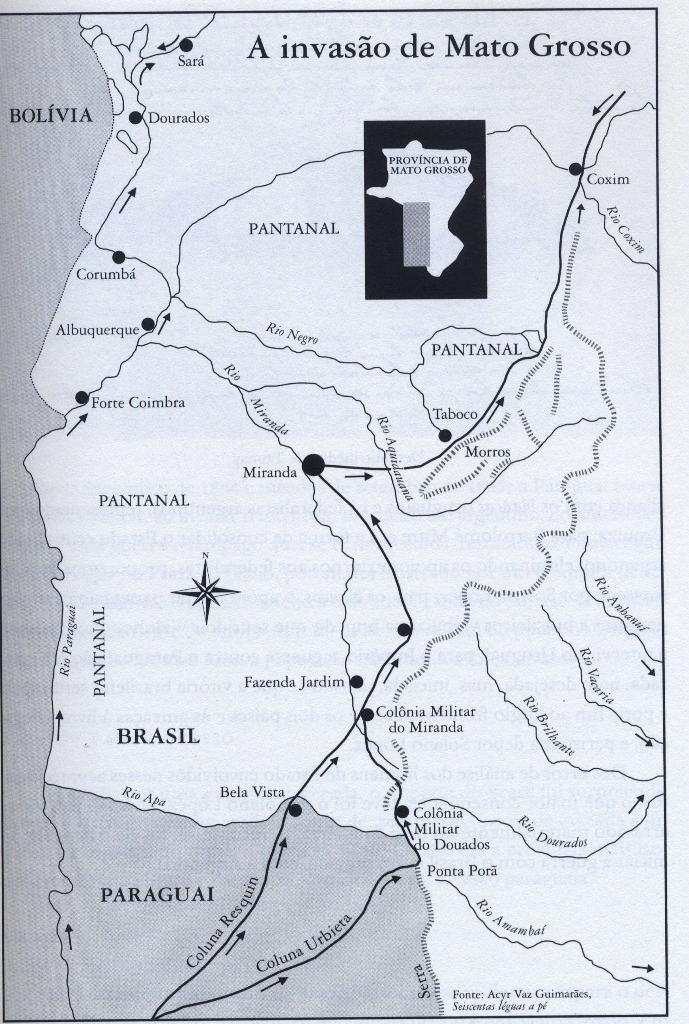 A invasão de Mato Grosso
Sará
BOLÍVIA
Dourados
PROVÍNCIA DE
MATO GROSSO
Coxim
Rio Coxim
PANTANAL
Corumbá
Albuquerque
Rio Negro
PANTANAL
Forte Coimbra
Rio Miranda
Rio Aquidauana
Taboco
Morros
Miranda
PANTANAL
N
Rio Paraguai
PANTANAL
Rio Anhanduí
Rio Vacaria
Fazenda Jardim
Colônia Militar
do Miranda
Rio Brilhante
BRASIL
Rio Apa
Bela Vista
Colônia
Militar
do Douados
Rio Dourados
Ponta Porã
PARAGUAI
Coluna Resquin
Coluna Urbieta
Rio Amambaí
Serra
Fonte: Acyr Vaz Guimarães,
Seiscentas léguas a pé